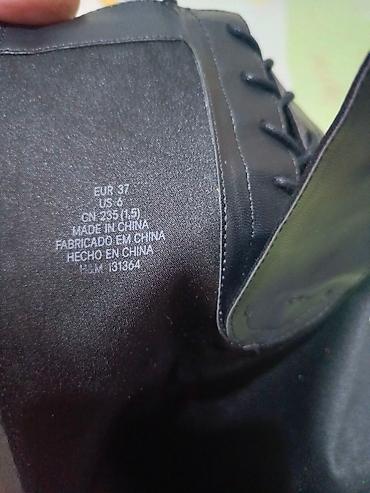 EUR 37
US 6
CN 235 (1,5)
MADE IN CHINA
FABRICADO EM CHINA
HECHO EN CHINA
H&M 131364